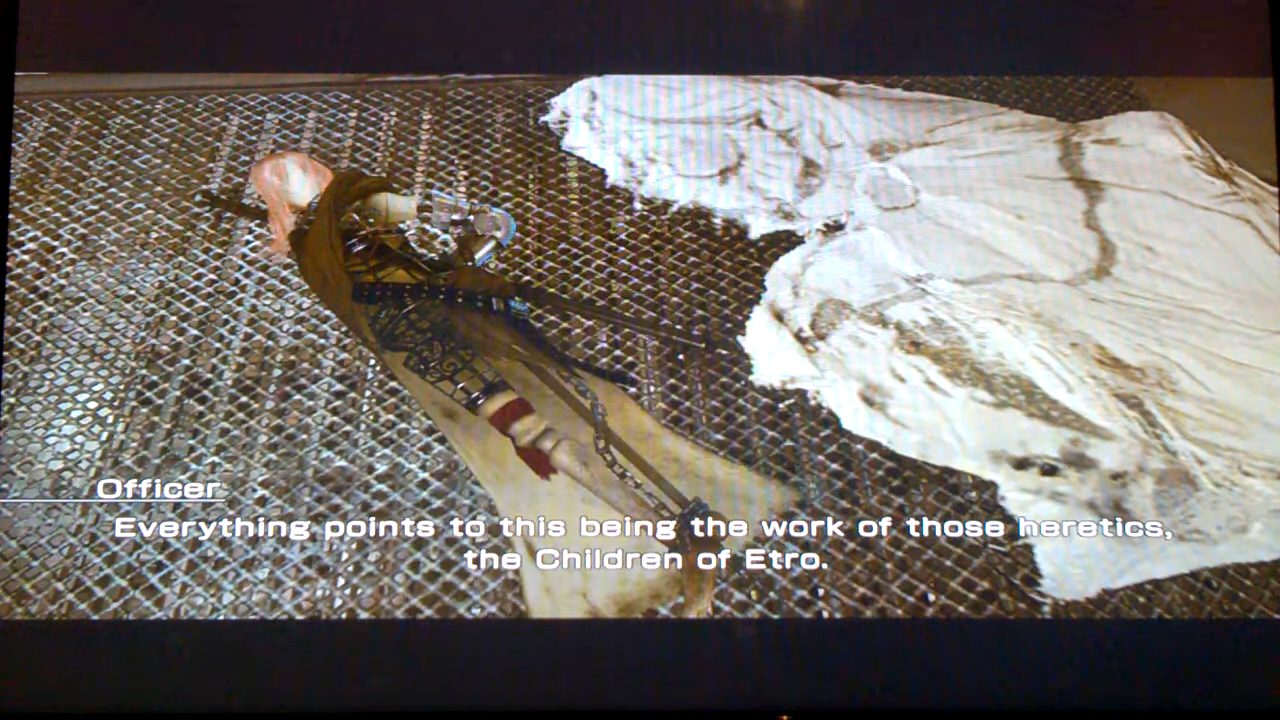 Officer
Everything points to this being the work of those heretics,
the Children of Etro.